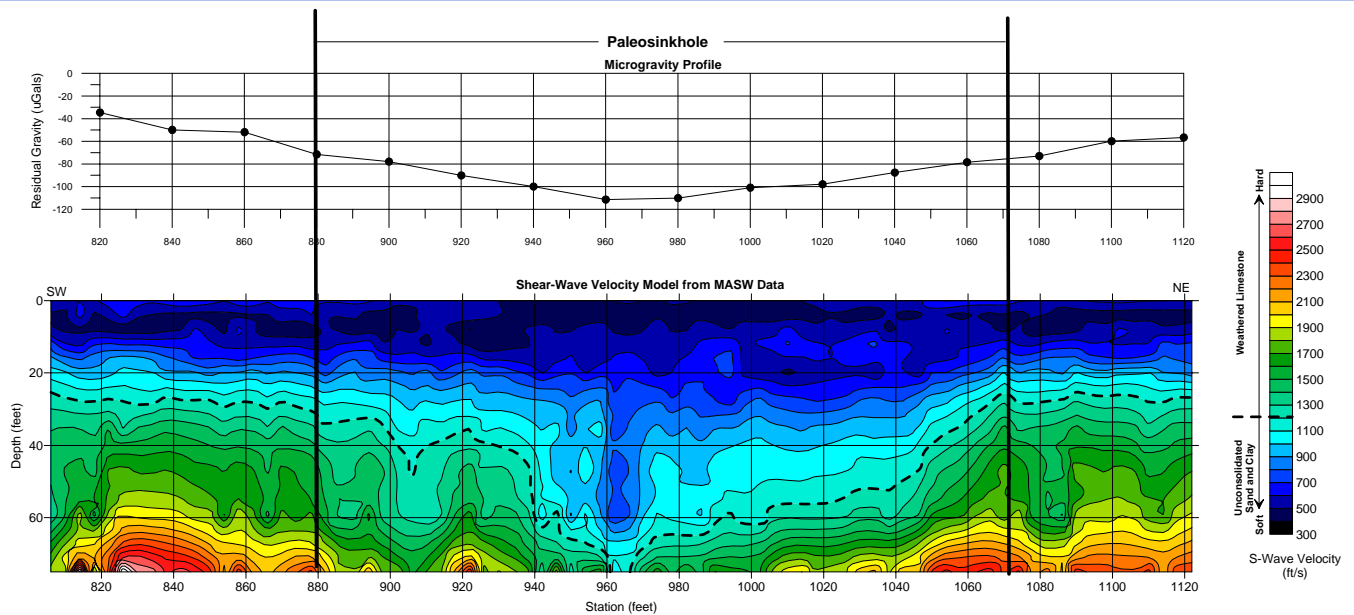 Paleosinkhole
Microgravity Profile
Residual Gravity (uGals)
0
-20
-40
-60
-80
-100
-120
820 840 860 880 900 920 940 960 980 1000 1020 1040 1060 1080 1100 1120
Shear-Wave Velocity Model from MASW Data
SW
NE
Depth (feet)
0
20
40
60
820 840 860 880 900 920 940 960 980 1000 1020 1040 1060 1080 1100 1120
Station (feet)
Hard
Weathered Limestone
Unconsolidated
Sand and Clay
Soft
2900
2700
2500
2300
2100
1900
1700
1500
1300
1100
900
700
500
300
S-Wave Velocity
(ft/s)